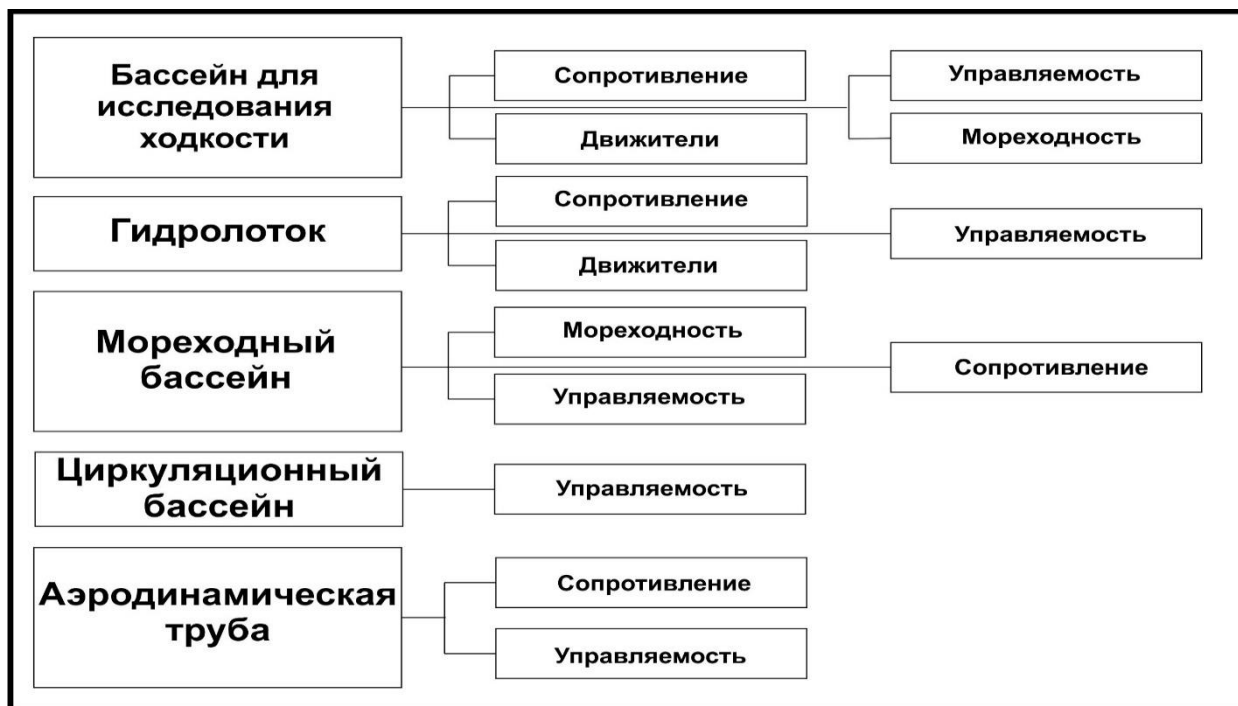 Бассейн для
исследования
ходкости
Сопротивление
Движители
Управляемость
Мореходность
Гидролоток
Сопротивление
Движители
Управляемость
Мореходный
бассейн
Мореходность
Управляемость
Сопротивление
Циркуляционный
бассейн
Управляемость
Аэродинамическая
труба
Сопротивление
Управляемость